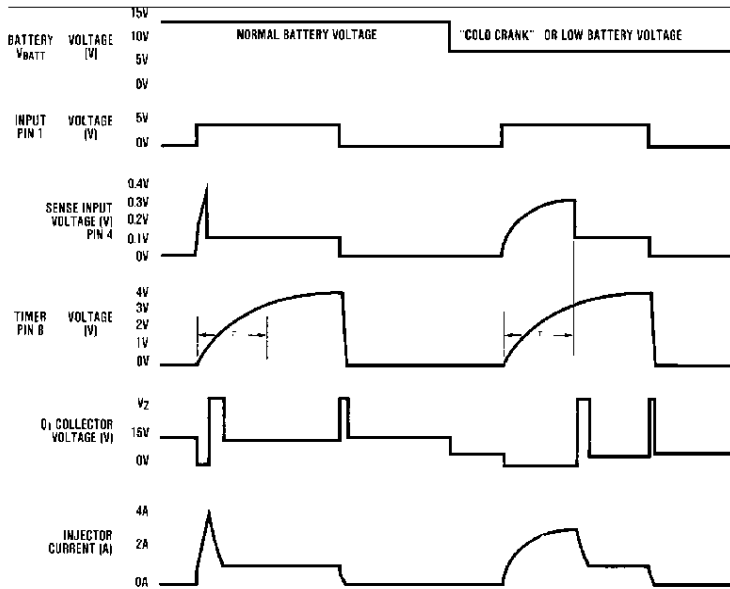 BATTERY VOLTAGE
VBATT (V)
15V
10V
5V
0V
NORMAL BATTERY VOLTAGE
"COLD CRANK" OR LOW BATTERY VOLTAGE
INPUT VOLTAGE
PIN 1 (V)
5V
0V
SENSE INPUT
VOLTAGE (V)
PIN 4
0.4V
0.3V
0.2V
0.1V
0V
TIMER VOLTAGE
PIN 8 (V)
4V
3V
2V
1V
0V
Q1 COLLECTOR
VOLTAGE (V)
VZ
15V
0V
INJECTOR
CURRENT (A)
4A
2A
0A